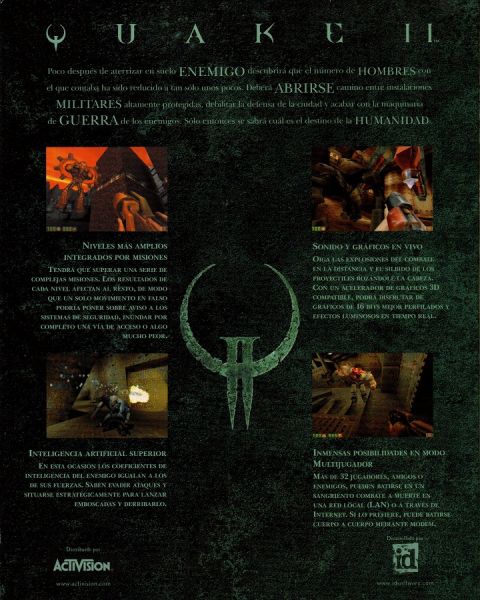 QUAKE II™
Poco después de aterrizar en suelo ENEMIGO descubrirá que el número de HOMBRES con
el que contaba ha sido reducido a tan sólo unos pocos. Deberá ABRIRSE camino entre instalaciones
MILITARES altamente protegidas, debilitar la defensa de la ciudad y acabar con la maquinaria
de GUERRA de los enemigos. Sólo entonces se sabrá cuál es el destino de la HUMANIDAD.
NIVELES MÁS AMPLIOS
INTEGRADOS POR MISIONES
TENDRÁ QUE SUPERAR UNA SERIE DE
COMPLEJAS MISIONES. LOS RESULTADOS DE
CADA NIVEL AFECTAN AL RESTO, DE MODO
QUE UN SOLO MOVIMIENTO EN FALSO
PODRÍA PONER SOBRE AVISO A LOS
SISTEMAS DE SEGURIDAD, INUNDAR POR
COMPLETO UNA VÍA DE ACCESO O ALGO
MUCHO PEOR.
SONIDO Y GRÁFICOS EN VIVO
OIGA LAS EXPLOSIONES DEL COMBATE
EN LA DISTANCIA Y EL SILBIDO DE LOS
PROYECTILES ROZÁNDOLE LA CABEZA.
CON UN ACELERADOR DE GRÁFICOS 3D
COMPATIBLE, PODRÁ DISFRUTAR DE
GRÁFICOS DE 16 BITS MEJOR PERFILADOS Y
EFECTOS LUMINOSOS EN TIEMPO REAL.
INTELIGENCIA ARTIFICIAL SUPERIOR
EN ESTA OCASIÓN LOS COEFICIENTES DE
INTELIGENCIA DEL ENEMIGO IGUALAN A LOS
DE SUS FUERZAS. SABEN EVADIR ATAQUES Y
SITUARSE ESTRATÉGICAMENTE PARA LANZAR
EMBOSCADAS Y DERRIBARLO.
INMENSAS POSIBILIDADES EN MODO
MULTIJUGADOR
MÁS DE 32 JUGADORES, AMIGOS O
ENEMIGOS, PUEDEN BATIRSE EN UN
SANGRIENTO COMBATE A MUERTE EN
UNA RED LOCAL (LAN) O A TRAVÉS DE
INTERNET. SI LO PREFIERE, PUEDE BATIRSE
CUERPO A CUERPO MEDIANTE MÓDEM.
Distribuido por
ACTIVISION
www.activision.com
Desarrollado por
id
www.idsoftware.com